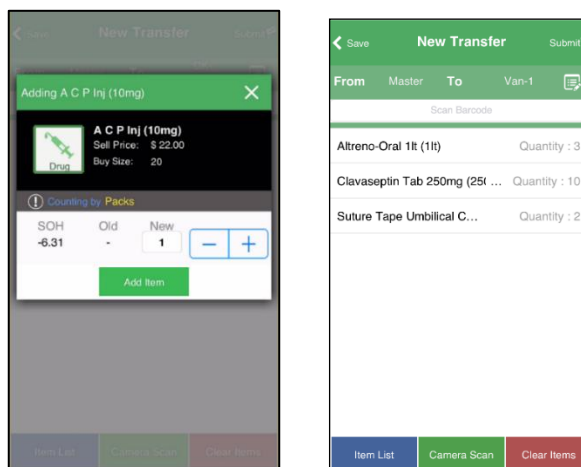 Save New Transfer Submit
Adding A C P Inj (10mg)
A C P Inj (10mg)
Sell Price: $ 22.00
Buy Size: 20
Drug
Counting by Packs
SOH Old New
-6.31 - 1
Add Item
Item List Camera Scan Clear Items
Save New Transfer Submit
From Master To Van-1
Scan Barcode
Altreno-Oral 1lt (1lt) Quantity : 3
Clavaseptin Tab 250mg (25( ... Quantity : 10
Suture Tape Umbilical C... Quantity : 2
Item List Camera Scan Clear Items